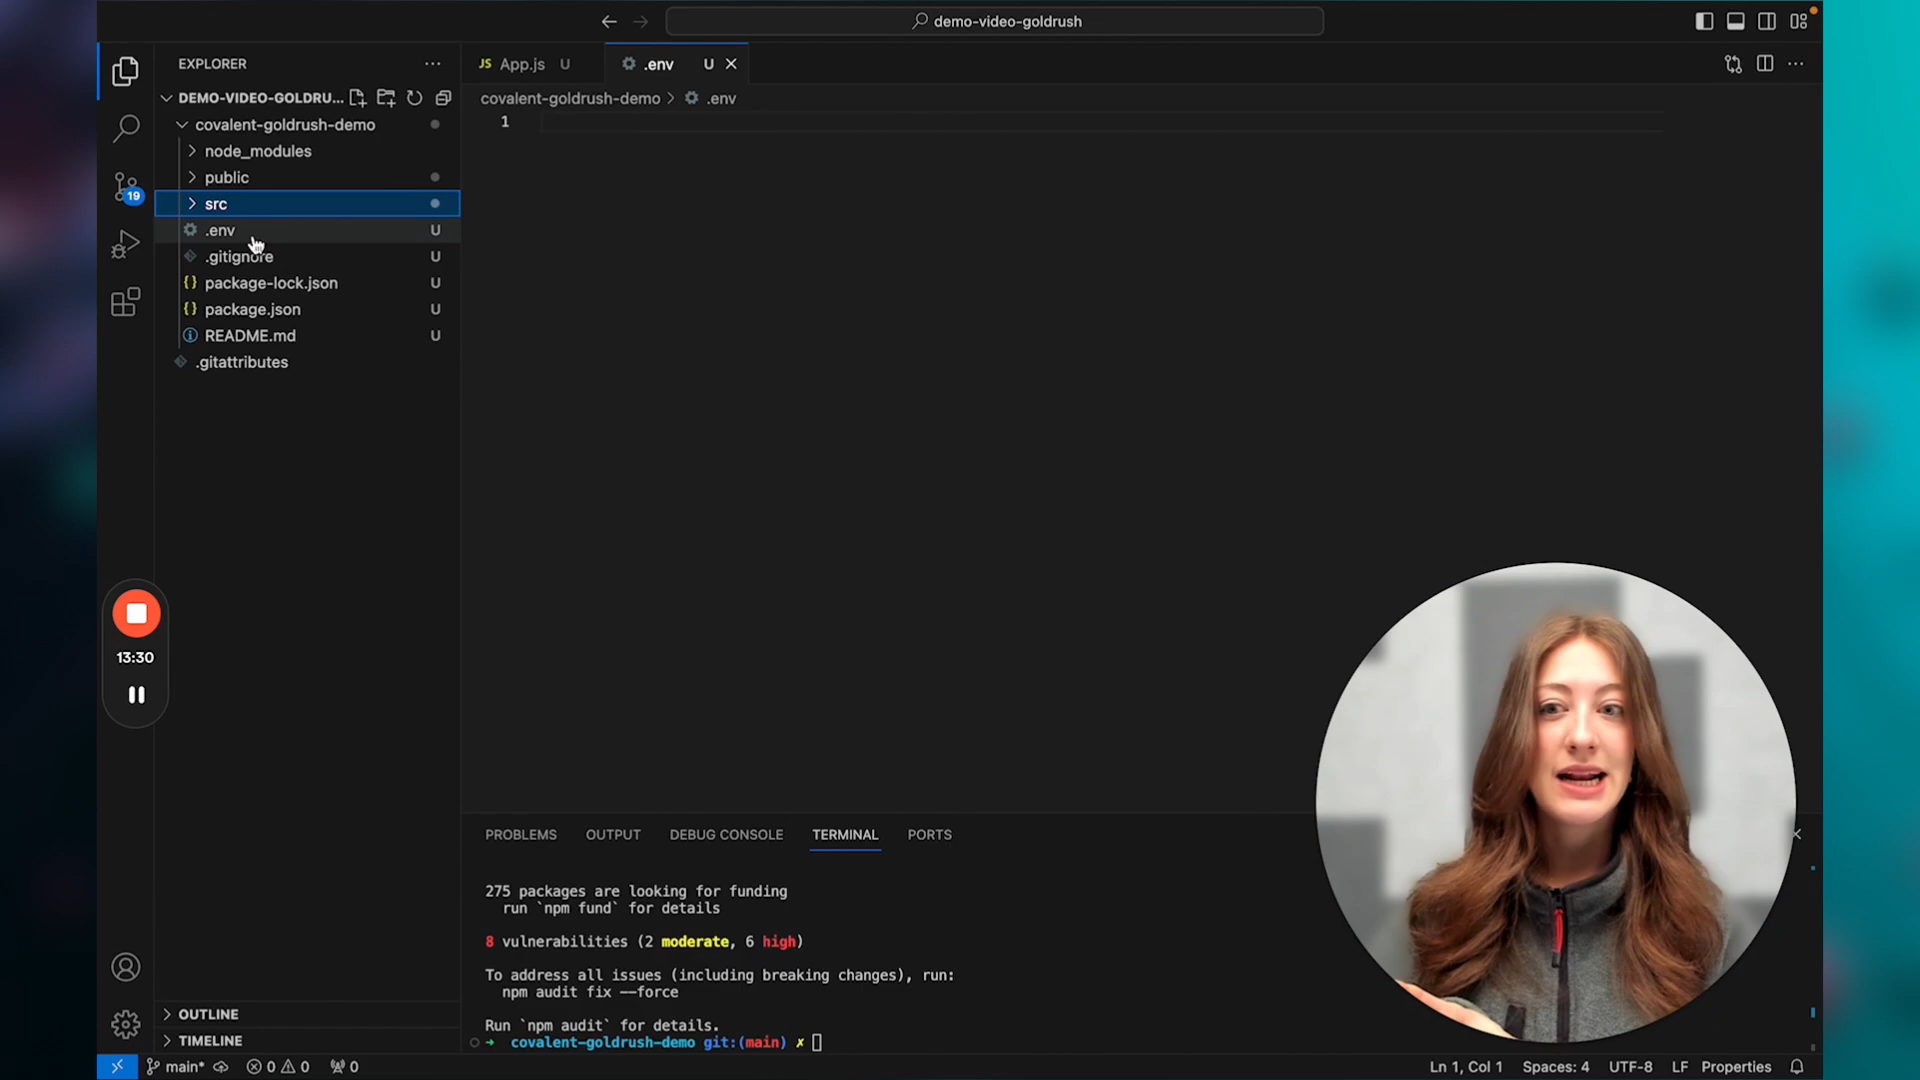 demo-video-goldrush
EXPLORER
JS App.js U
.env U
DEMO-VIDEO-GOLDRU...
covalent-goldrush-demo > .env
covalent-goldrush-demo
1
node_modules
public
src
.env U
.gitignore U
{} package-lock.json U
{} package.json U
README.md U
.gitattributes
19
13:30
PROBLEMS OUTPUT DEBUG CONSOLE TERMINAL PORTS
275 packages are looking for funding
run `npm fund` for details
8 vulnerabilities (2 moderate, 6 high)
To address all issues (including breaking changes), run:
npm audit fix --force
Run `npm audit` for details.
➜ covalent-goldrush-demo git:(main) ✗
OUTLINE
TIMELINE
main* 0 0 0 Ln 1, Col 1 Spaces: 4 UTF-8 LF Properties